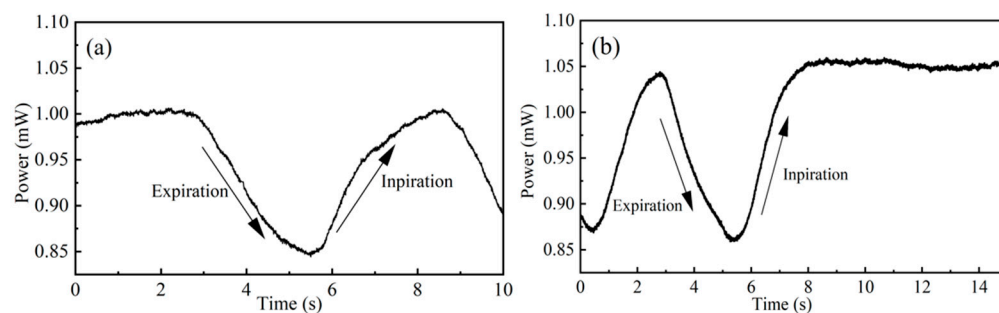 (a)
1.10
1.05
1.00
0.95
0.90
0.85
Power (mW)
Expiration
Inpiration
0 2 4 6 8 10
Time (s)
(b)
1.10
1.05
1.00
0.95
0.90
0.85
Power (mW)
Expiration
Inpiration
0 2 4 6 8 10 12 14
Time (s)